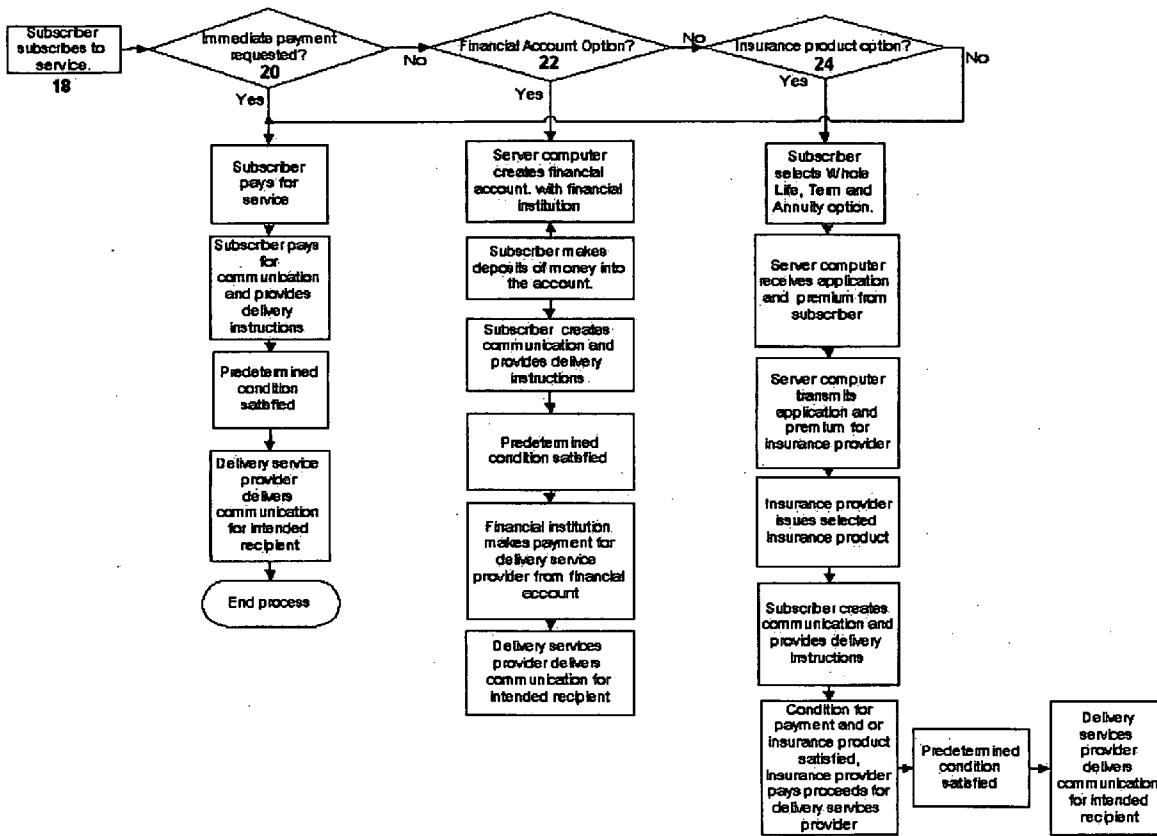 Subscriber
subscribes to
service.
18
Immediate payment
requested?
20
No
Yes
Financial Account Option?
22
No
Yes
Insurance product option?
24
No
Yes
Subscriber
pays for
service
Subscriber pays
for
communication
and provides
delivery
instructions
Predetermined
condition
satisfied
Delivery service
provider
delivers
communication
for intended
recipient
End process
Server computer
creates financial
account. with financial
institution
Subscriber makes
deposits of money into
the account.
Subscriber creates
communication and
provides delivery
instructions.
Predetermined
condition satisfied
Financial institution.
makes payment for
delivery service
provider from financial
account
Delivery services
provider delivers
communication for
intended recipient
Subscriber
selects Whole
Life, Term and
Annuity option.
Server computer
receives application
and premium from
subscriber
Server computer
transmits
application and
premium for
insurance provider
Insurance provider
issues selected
insurance product
Subscriber creates
communication and
provides delivery
instructions
Condition for
payment and or
insurance product
satisfied,
insurance provider
pays proceeds for
delivery services
provider
Predetermined
condition
satisfied
Delivery
services
provider
delivers
communication
for intended
recipient